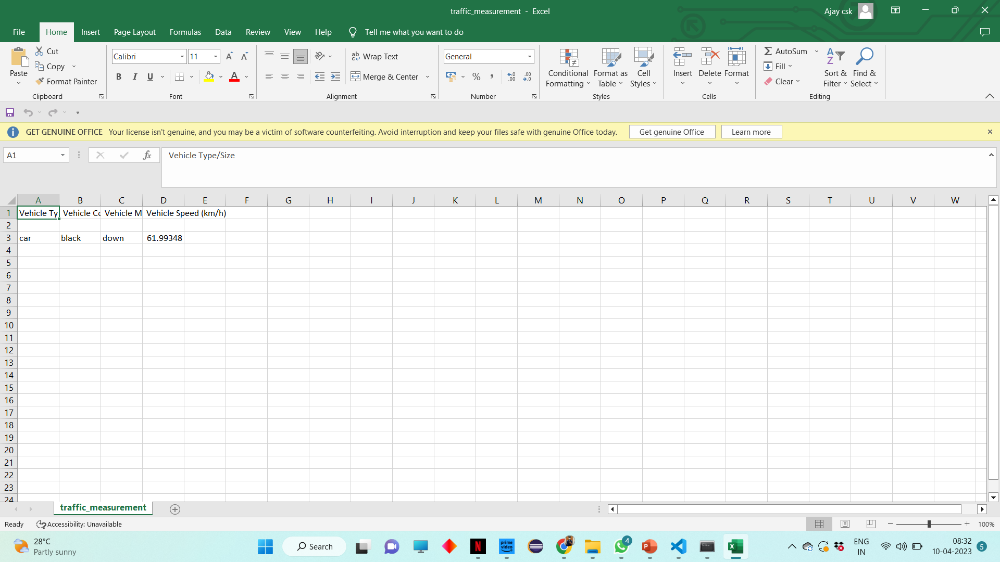 traffic_measurement - Excel
Ajay csk
File Home Insert Page Layout Formulas Data Review View Help Tell me what you want to do
Paste
Cut
Copy
Format Painter
Clipboard
Calibri 11 A A
B I U A
Font
ab Wrap Text
Merge & Center
Alignment
General
% ,
Number
Conditional Formatting
Format as Table
Cell Styles
Styles
Insert Delete Format
Cells
AutoSum
Fill
Clear
Sort & Filter
Find & Select
Editing
GET GENUINE OFFICE Your license isn't genuine, and you may be a victim of software counterfeiting. Avoid interruption and keep your files safe with genuine Office today. Get genuine Office Learn more
A1 fx Vehicle Type/Size
A B C D E F G H I J K L M N O P Q R S T U V W
1 Vehicle Ty Vehicle Co Vehicle M Vehicle Speed (km/h)
2
3 car black down 61.99348
4
5
6
7
8
9
10
11
12
13
14
15
16
17
18
19
20
21
22
23
24
traffic_measurement
Ready Accessibility: Unavailable 100%
28°C
Partly sunny
Search
prime video
4
ENG
IN
08:32
10-04-2023
5